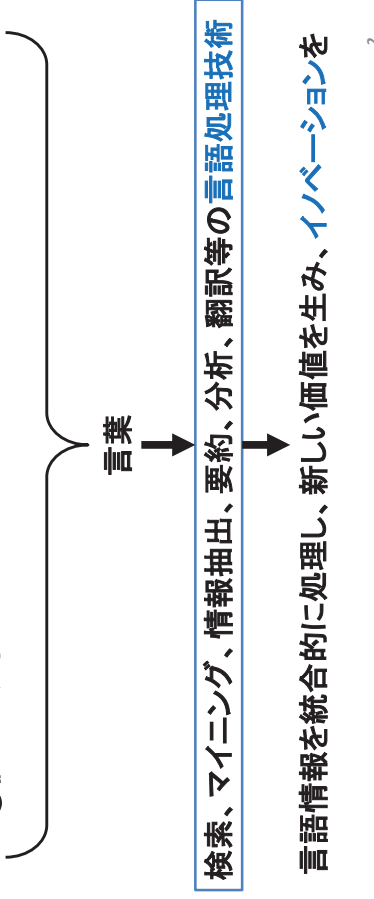 言葉
検索、マイニング、情報抽出、要約、分析、翻訳等の言語処理技術
言語情報を統合的に処理し、新しい価値を生み、イノベーションを